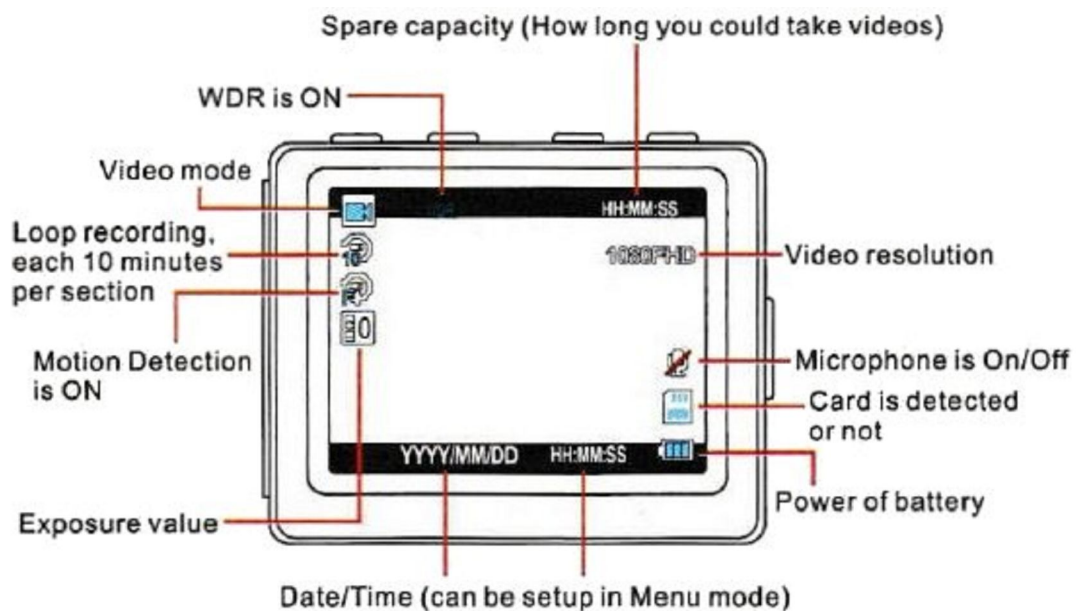 Spare capacity (How long you could take videos)
WDR is ON
Video mode
HH:MM:SS
Loop recording,
each 10 minutes
per section
10
1080FHD
Video resolution
Motion Detection
is ON
0
Microphone is On/Off
Card is detected
or not
YYYY/MM/DD HH:MM:SS
Power of battery
Exposure value
Date/Time (can be setup in Menu mode)